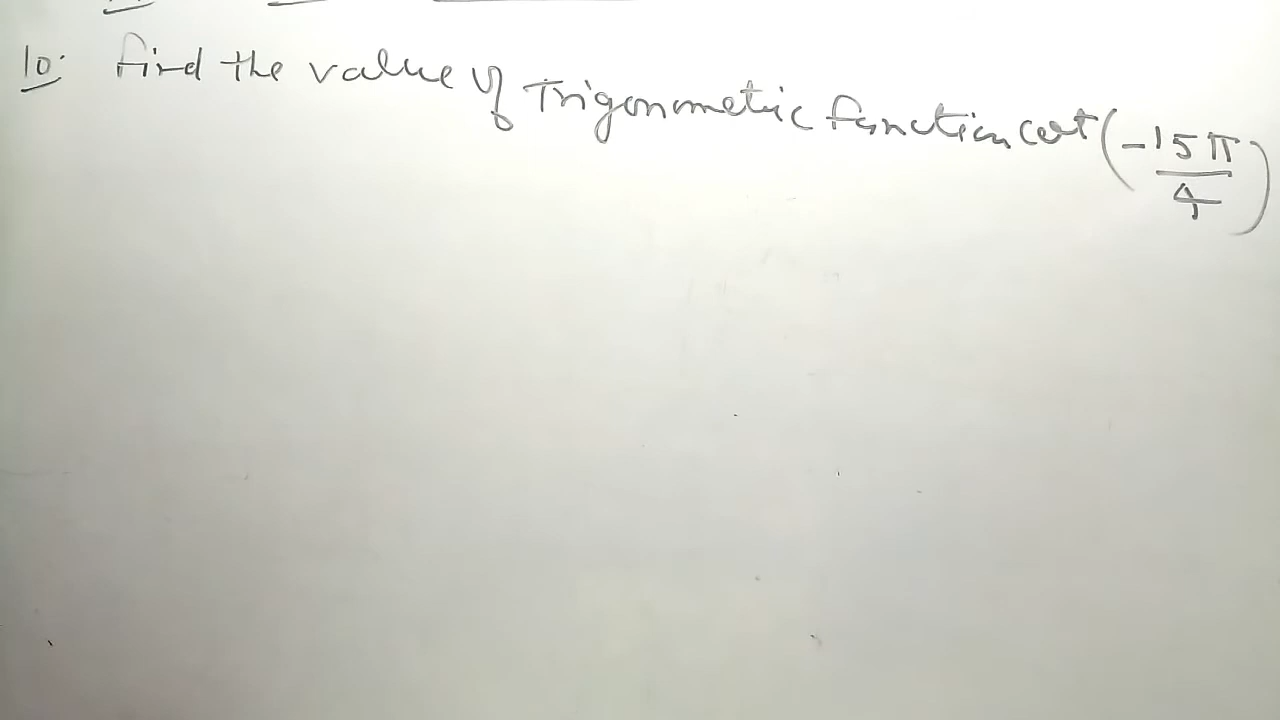 10. Find the value of Trigonometric function cot (-15π/4)